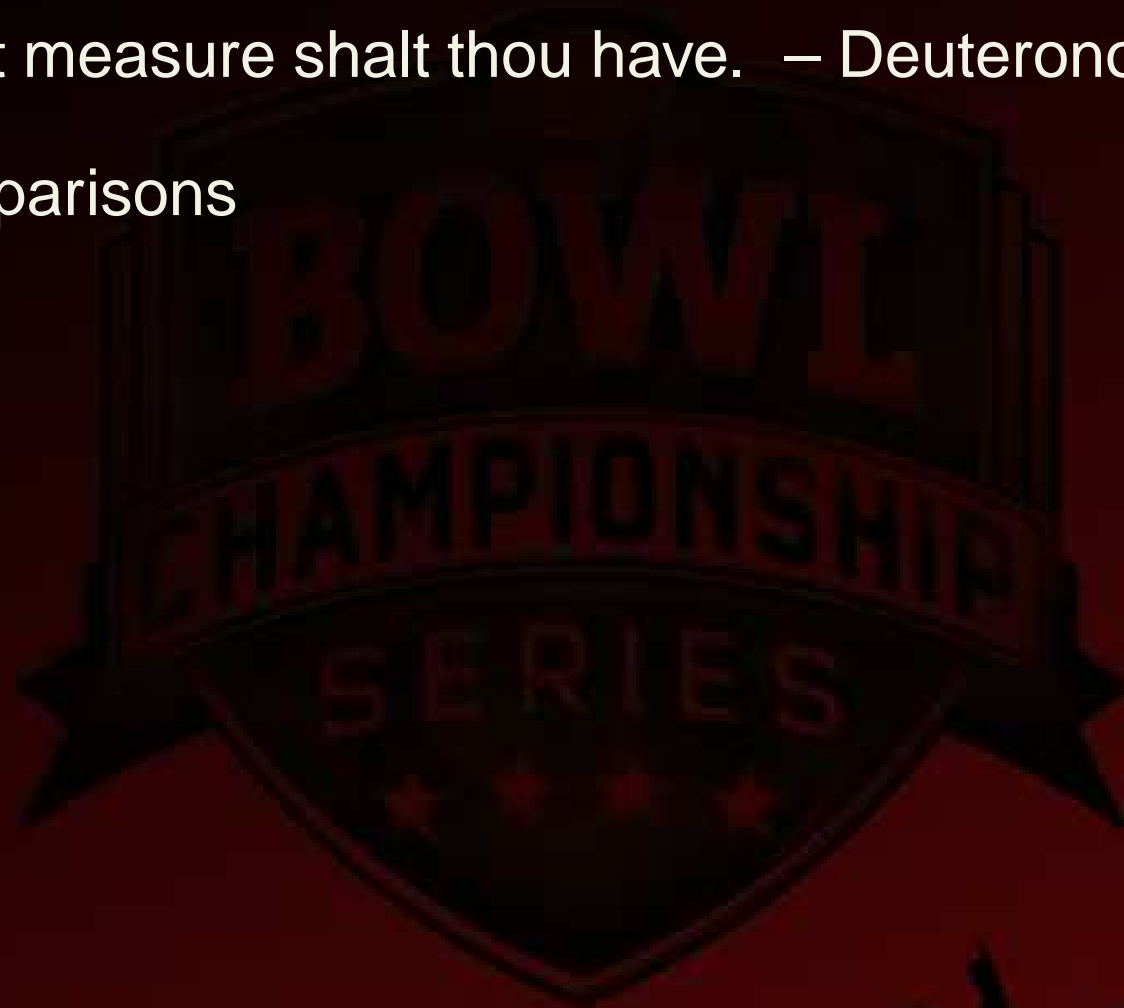 measure shalt thou have. – Deuterono
parisons
BOWL
CHAMPIONSHIP
SERIES